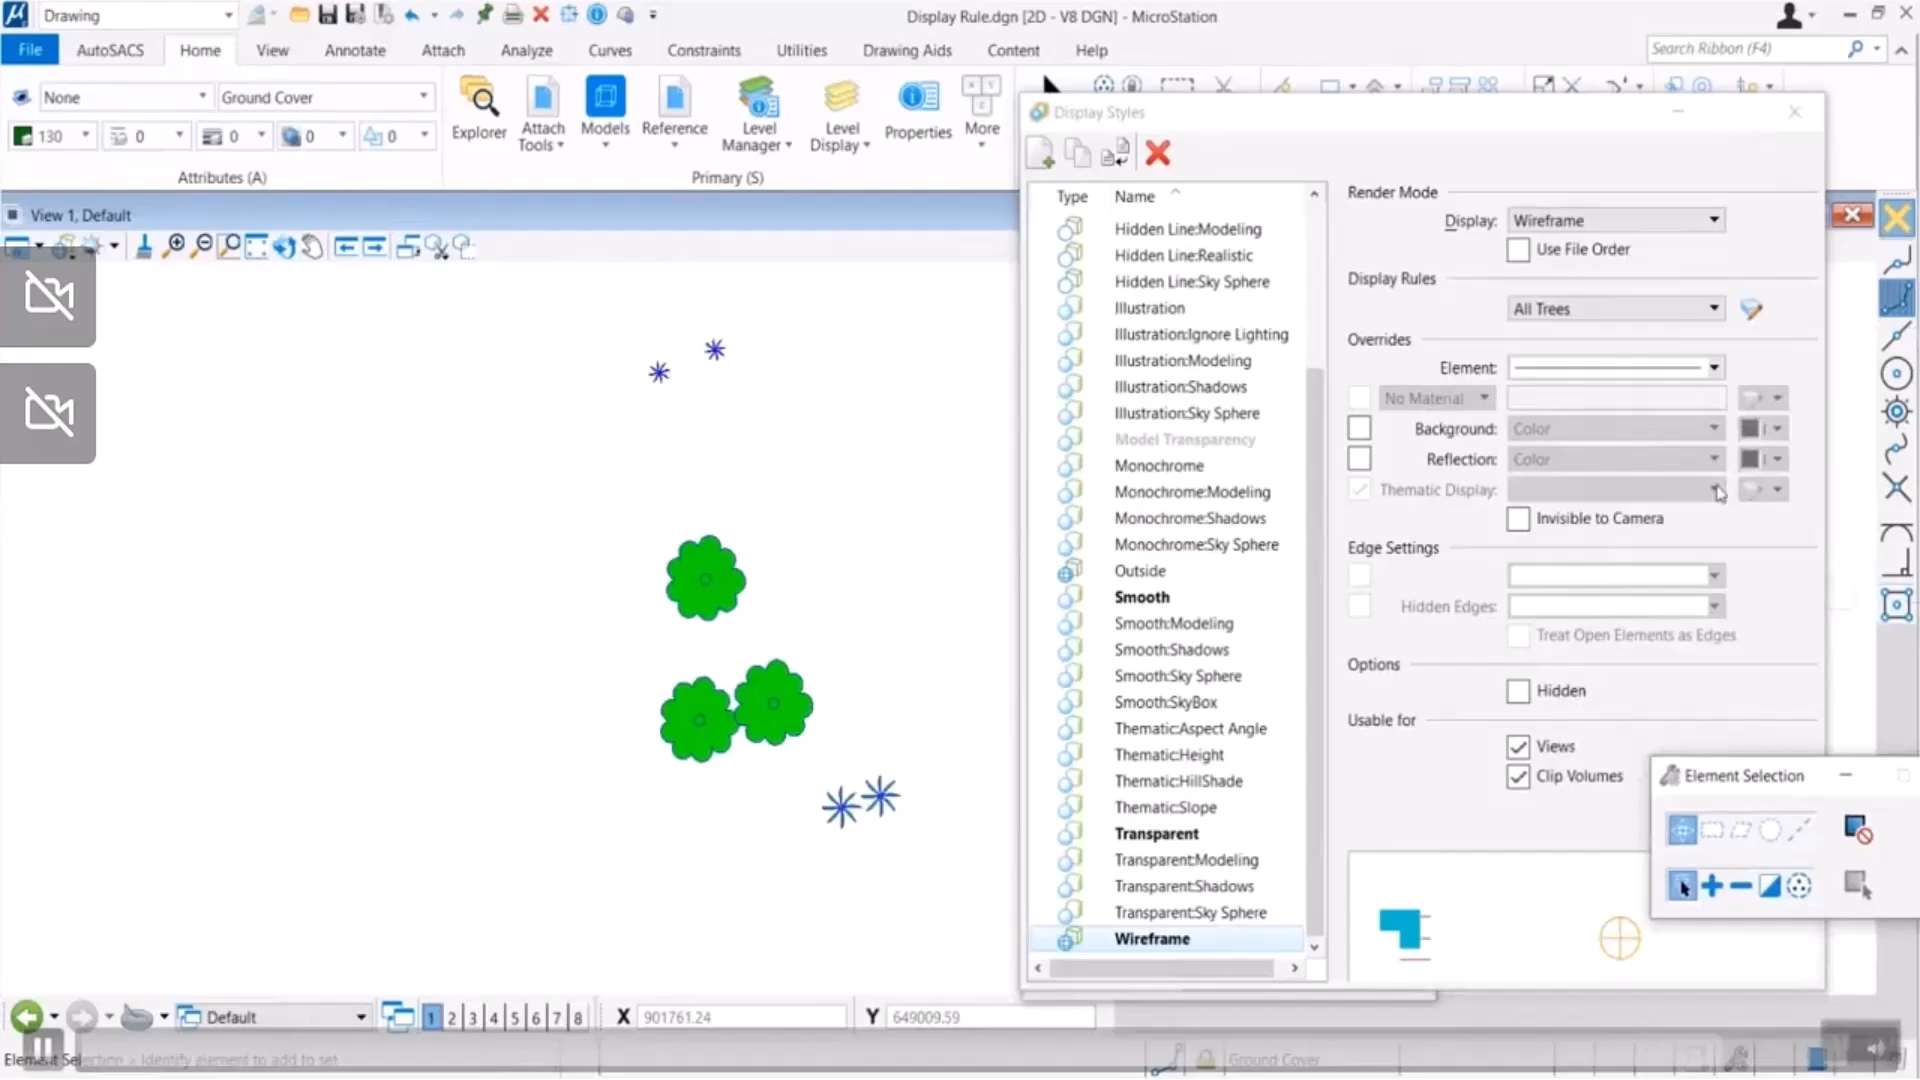 Drawing
Display Rule.dgn [2D - V8 DGN] - MicroStation
File AutoSACS Home View Annotate Attach Analyze Curves Constraints Utilities Drawing Aids Content Help
Search Ribbon (F4)
None Ground Cover
130 0 0 0 0
Attributes (A)
Explorer
Attach Tools
Models
Reference
Level Manager
Level Display
Properties
More
Primary (S)
View 1, Default
Display Styles
Type Name
Hidden Line:Modeling
Hidden Line:Realistic
Hidden Line:Sky Sphere
Illustration
Illustration:Ignore Lighting
Illustration:Modeling
Illustration:Shadows
Illustration:Sky Sphere
Model Transparency
Monochrome
Monochrome:Modeling
Monochrome:Shadows
Monochrome:Sky Sphere
Outside
Smooth
Smooth:Modeling
Smooth:Shadows
Smooth:Sky Sphere
Smooth:SkyBox
Thematic:Aspect Angle
Thematic:Height
Thematic:HillShade
Thematic:Slope
Transparent
Transparent:Modeling
Transparent:Shadows
Transparent:Sky Sphere
Wireframe
Render Mode
Display: Wireframe
Use File Order
Display Rules
All Trees
Overrides
Element:
No Material
Background: Color
Reflection: Color
Thematic Display:
Invisible to Camera
Edge Settings
Hidden Edges:
Treat Open Elements as Edges
Options
Hidden
Usable for
Views
Clip Volumes
Element Selection
Default
1 2 3 4 5 6 7 8
X 901761.24
Y 649009.59
Element Selection > Identify element to add to set
Ground Cover